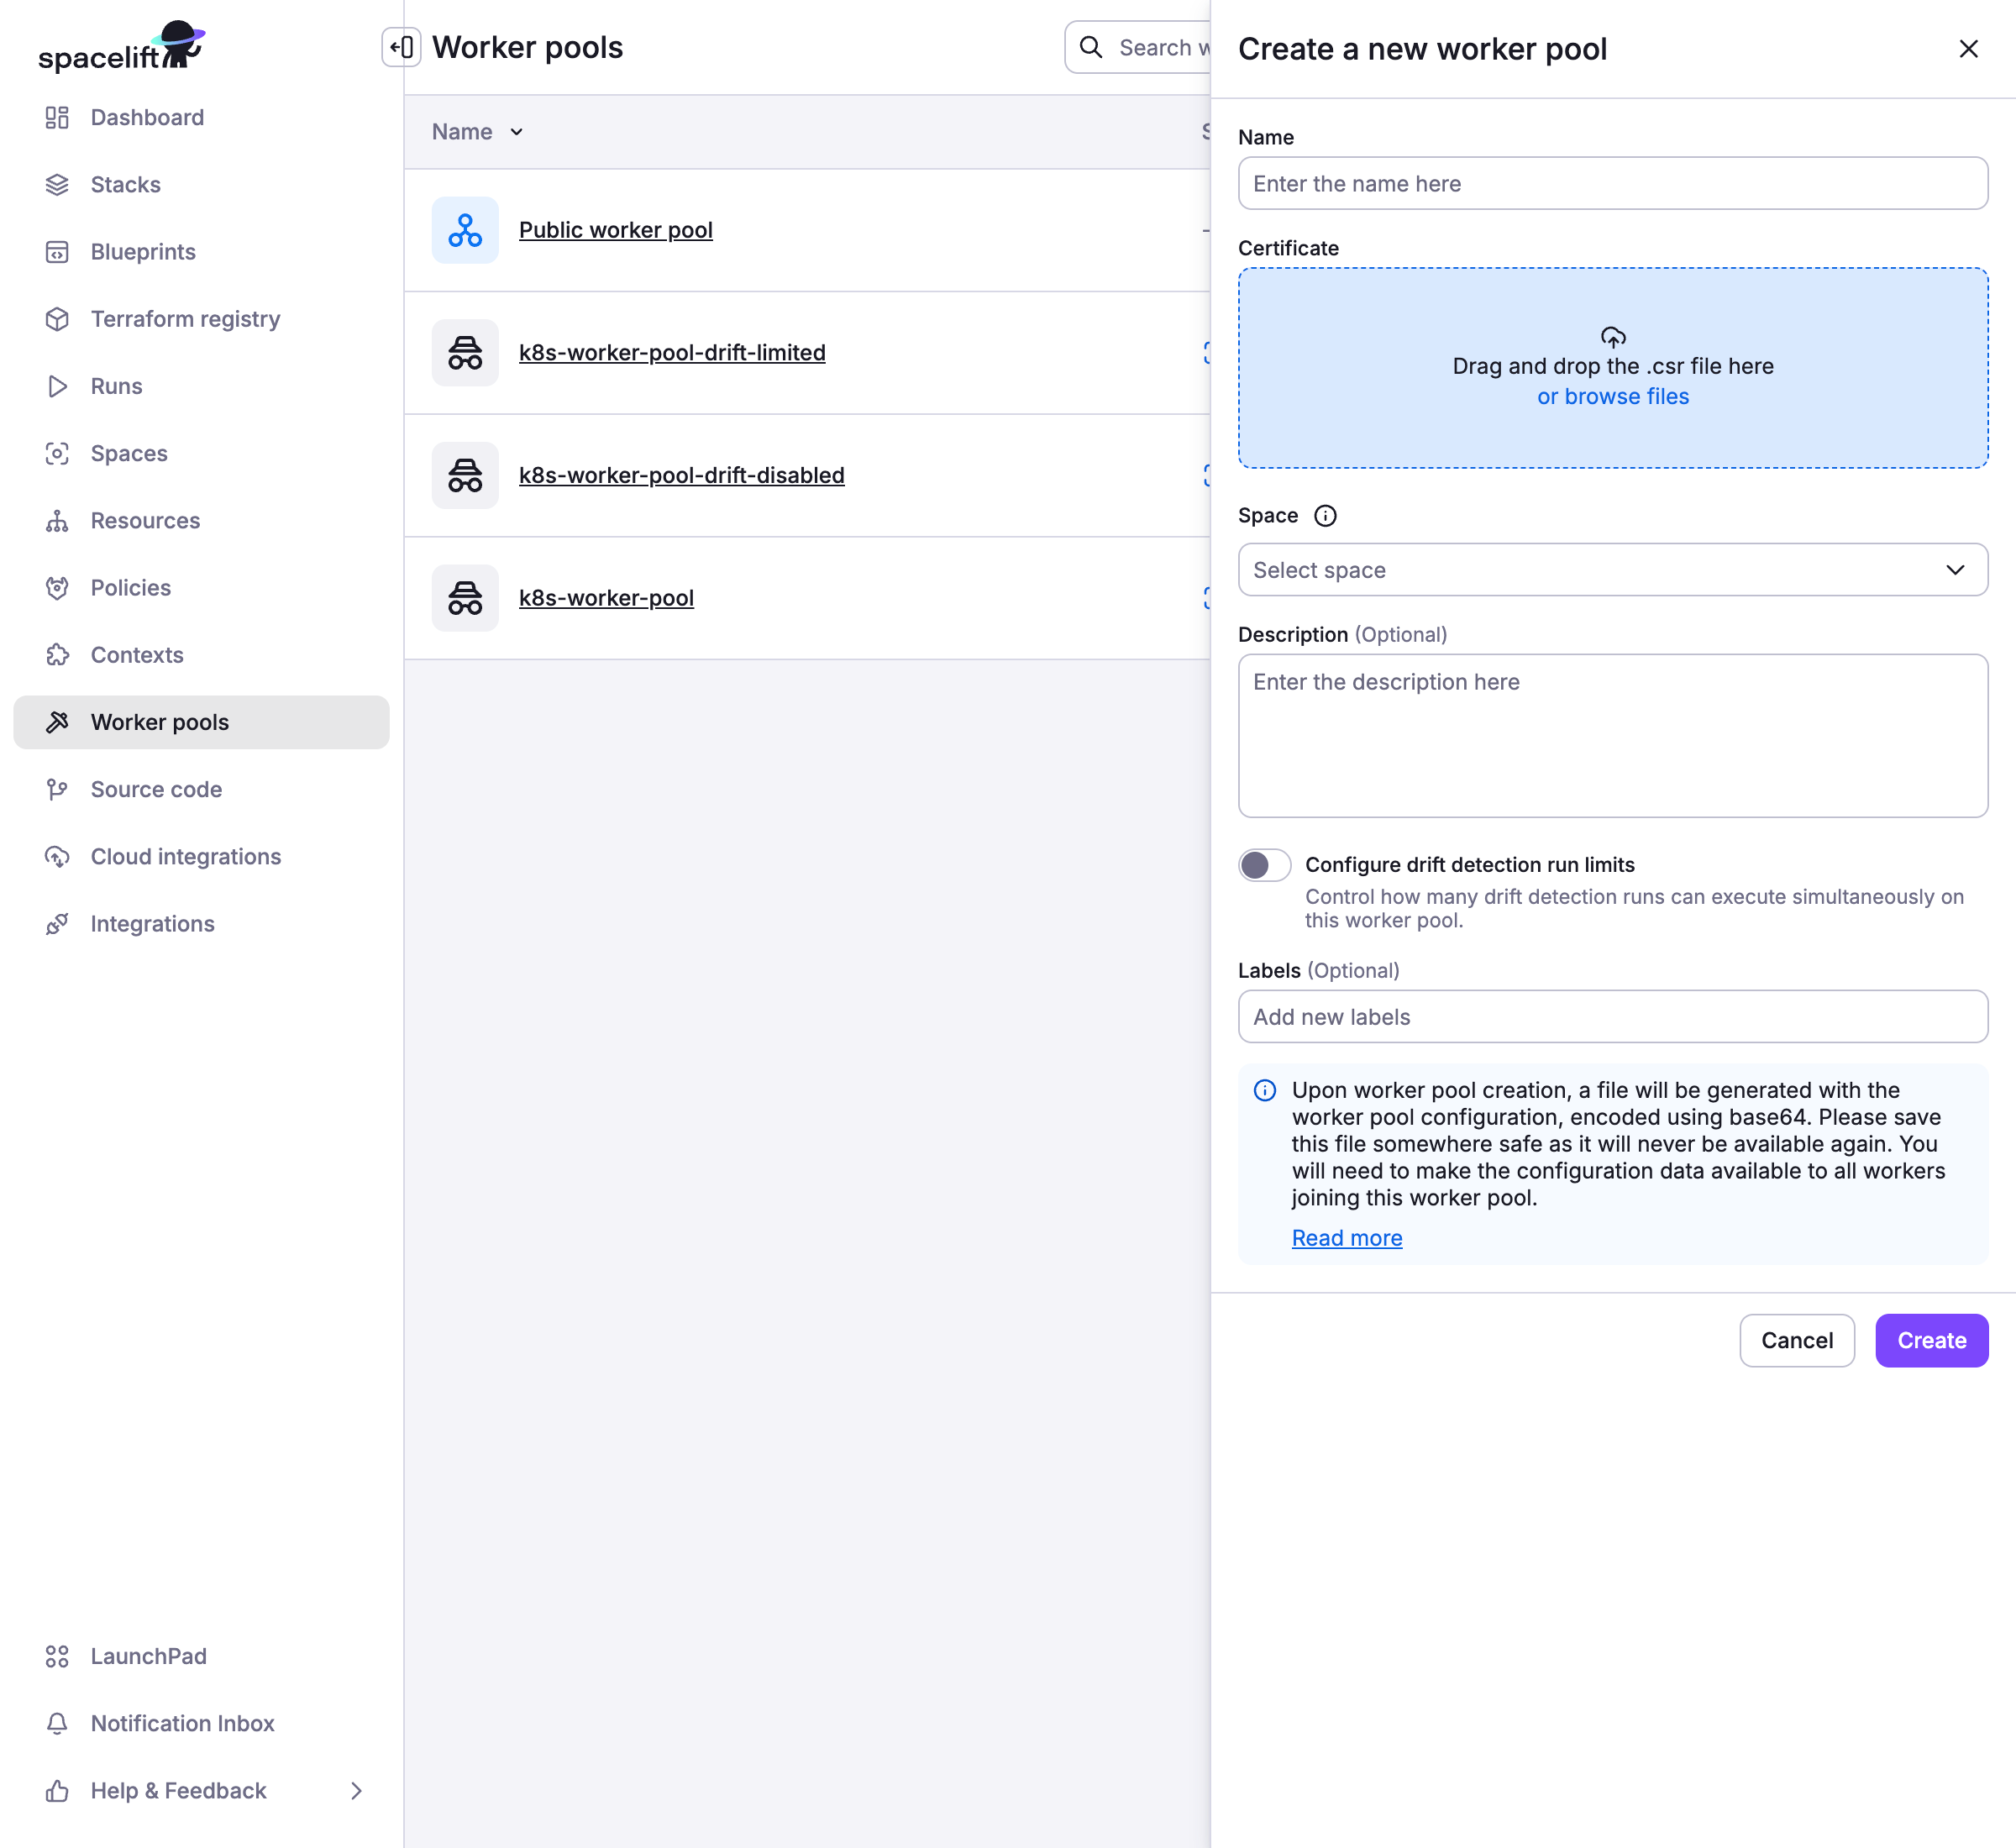 spacelift
Dashboard
Stacks
Blueprints
Terraform registry
Runs
Spaces
Resources
Policies
Contexts
Worker pools
Source code
Cloud integrations
Integrations
LaunchPad
Notification Inbox
Help & Feedback
Worker pools
Search
Name
Public worker pool
k8s-worker-pool-drift-limited
k8s-worker-pool-drift-disabled
k8s-worker-pool
Create a new worker pool
Name
Enter the name here
Certificate
Drag and drop the .csr file here
or browse files
Space
Select space
Description (Optional)
Enter the description here
Configure drift detection run limits
Control how many drift detection runs can execute simultaneously on
this worker pool.
Labels (Optional)
Add new labels
Upon worker pool creation, a file will be generated with the
worker pool configuration, encoded using base64. Please save
this file somewhere safe as it will never be available again. You
will need to make the configuration data available to all workers
joining this worker pool.
Read more
Cancel
Create